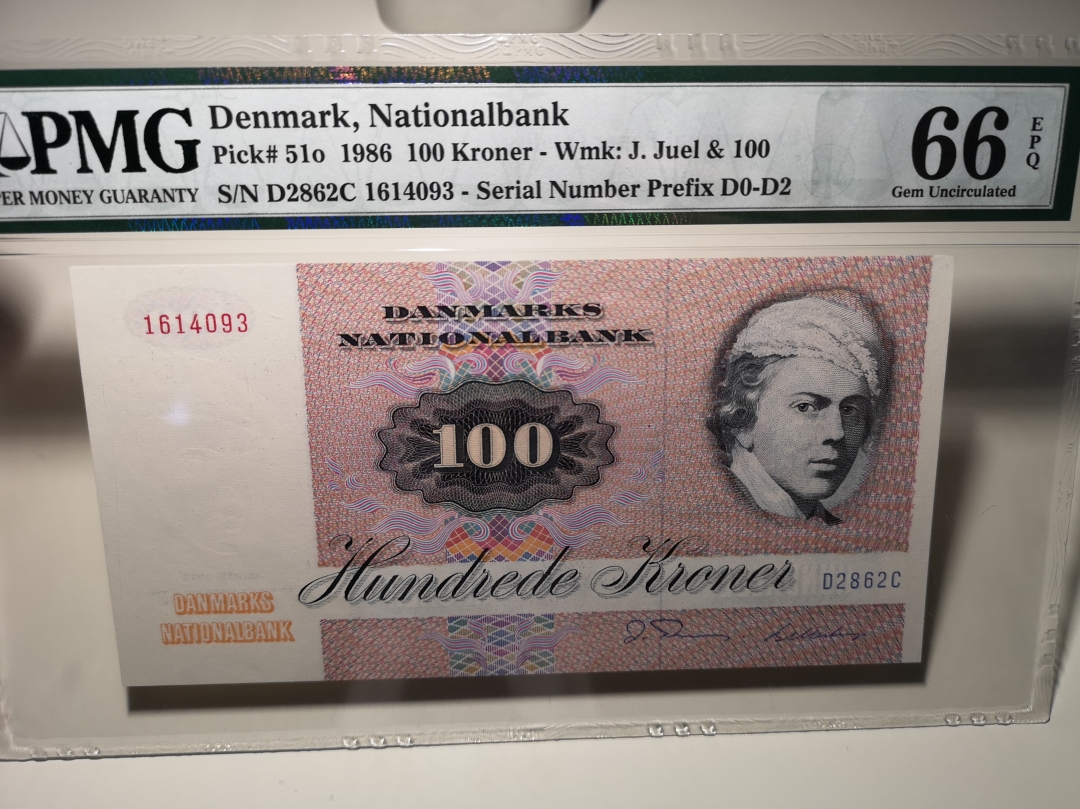 PMG
ER MONEY GUARANTY
Denmark, Nationalbank
Pick# 51o 1986 100 Kroner - Wmk: J. Juel & 100
S/N D2862C 1614093 - Serial Number Prefix D0-D2
66
EPQ
Gem Uncirculated
1614093
DANMARKS
NATIONALBANK
100
Hundrede Kroner
D2862C
DANMARKS
NATIONALBANK